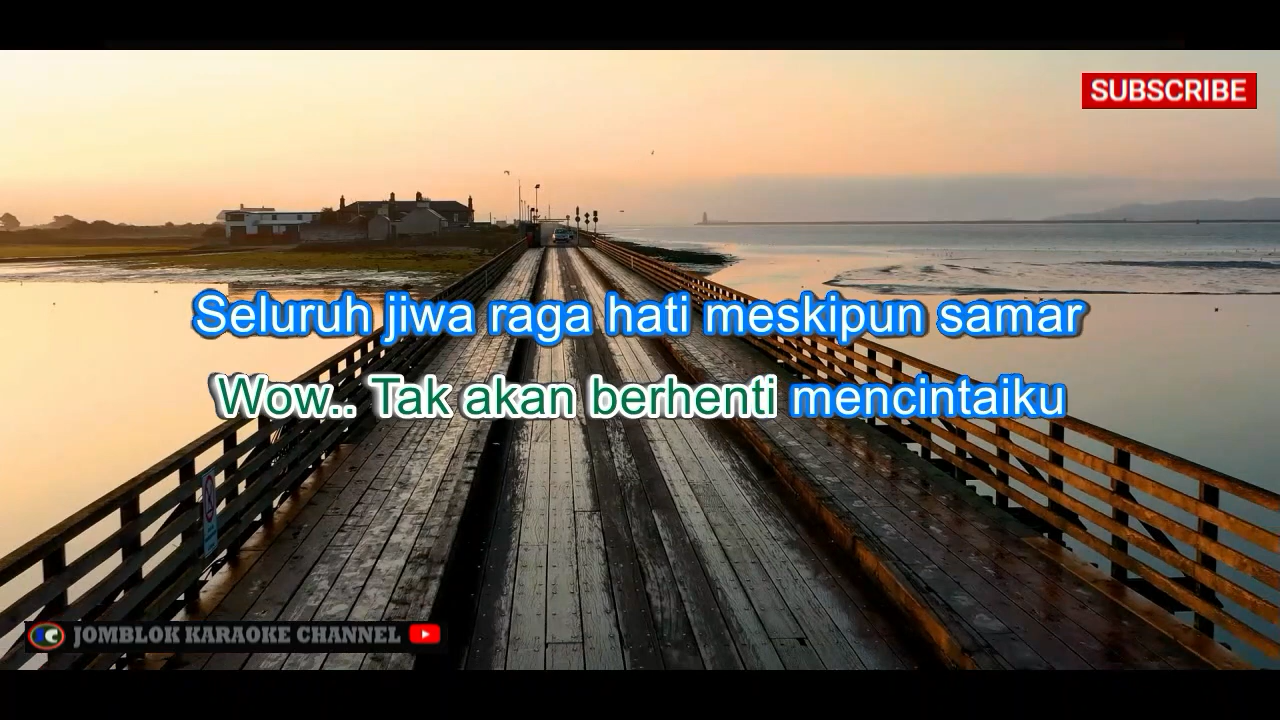 SUBSCRIBE
Seluruh jiwa raga hati meskipun samar
Wow.. Tak akan berhenti mencintaiku
JOMBLOK KARAOKE CHANNEL